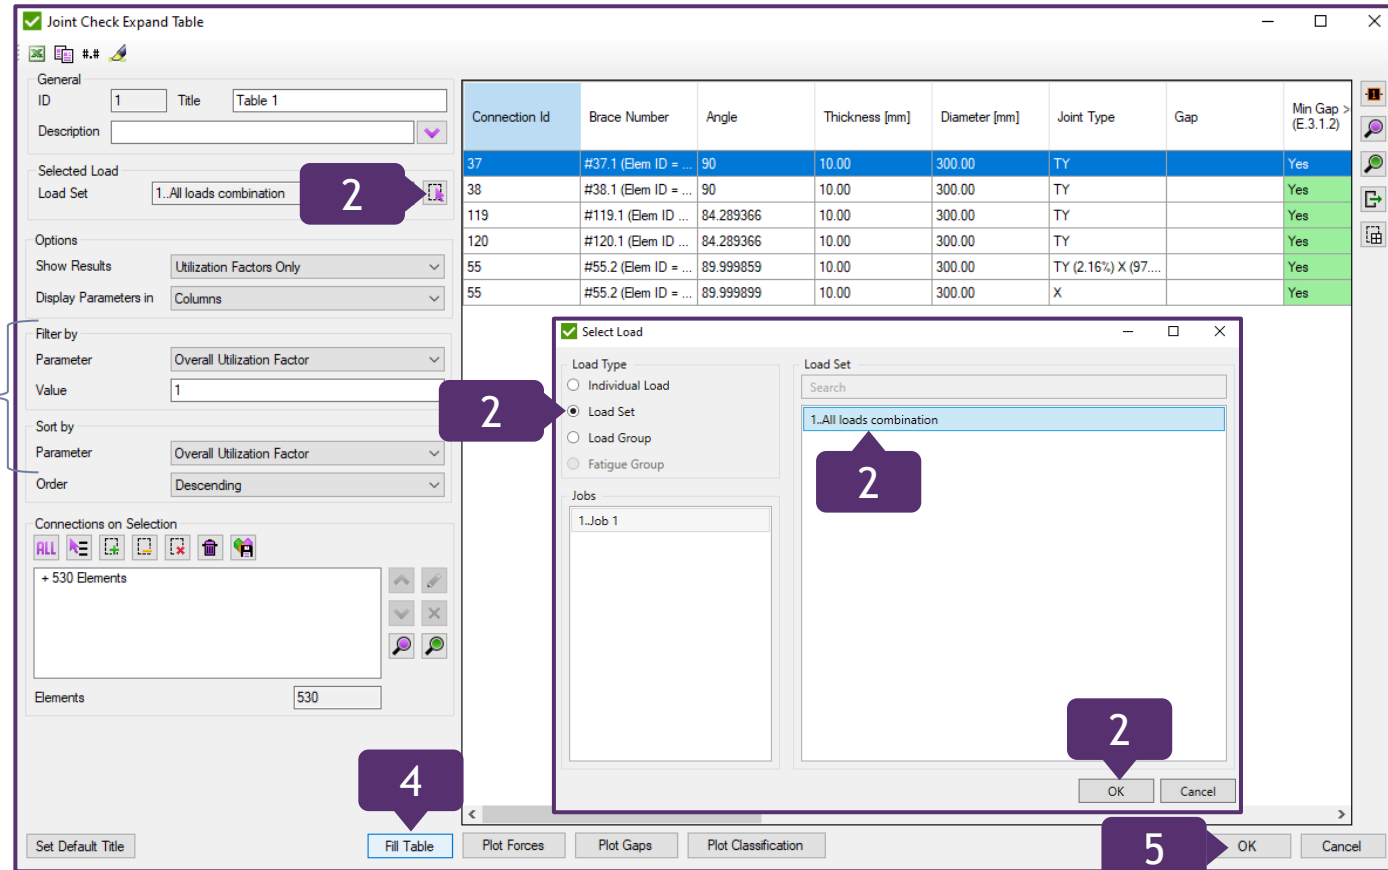 Joint Check Expand Table
#.#
General
ID 1 Title Table 1
Description
Selected Load
Load Set 1..All loads combination
2
Options
Show Results Utilization Factors Only
Display Parameters in Columns
Filter by
Parameter Overall Utilization Factor
Value 1
Sort by
Parameter Overall Utilization Factor
Order Descending
Connections on Selection
ALL
+ 530 Elements
Elements 530
4
Set Default Title Fill Table
Connection Id Brace Number Angle Thickness [mm] Diameter [mm] Joint Type Gap Min Gap >
(E.3.1.2)
37 #37.1 (Elem ID = ... 90 10.00 300.00 TY Yes
38 #38.1 (Elem ID = ... 90 10.00 300.00 TY Yes
119 #119.1 (Elem ID ... 84.289366 10.00 300.00 TY Yes
120 #120.1 (Elem ID ... 84.289366 10.00 300.00 TY Yes
55 #55.2 (Elem ID = ... 89.999859 10.00 300.00 TY (2.16%) X (97.... Yes
55 #55.2 (Elem ID = ... 89.999899 10.00 300.00 X Yes
Select Load
Load Type
Individual Load
2
Load Set
Load Group
Fatigue Group
Jobs
1..Job 1
Load Set
Search
1..All loads combination
2
2
OK Cancel
Plot Forces Plot Gaps Plot Classification
5
OK Cancel